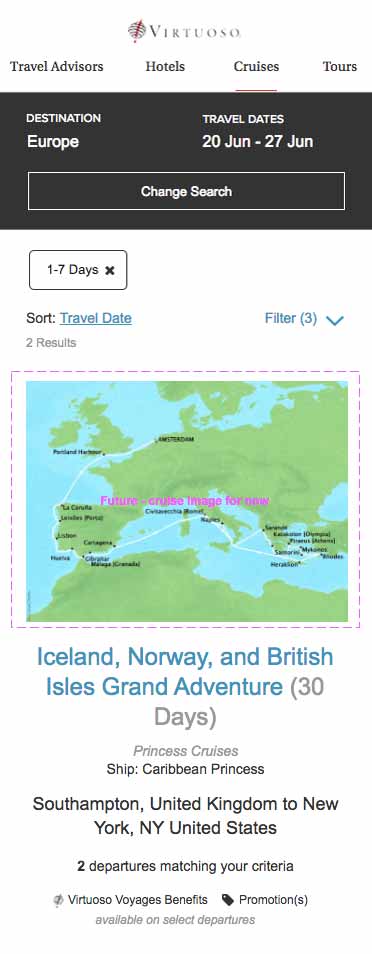 VIRTUOSO.
Travel Advisors Hotels Cruises Tours
DESTINATION TRAVEL DATES
Europe 20 Jun - 27 Jun
Change Search
1-7 Days ✖
Sort: Travel Date Filter (3)
2 Results
AMSTERDAM
Portland Harbour
Future - cruise image for now
La Coruña
Leixões (Porto)
Civitavecchia (Rome)
Naples
Lisbon
Cartagena
Huelva
Gibraltar
Málaga (Granada)
Sarandë
Katakolon (Olympia)
Piraeus (Athens)
Santorini
Mykonos
Rhodes
Heraklion
Iceland, Norway, and British
Isles Grand Adventure (30
Days)
Princess Cruises
Ship: Caribbean Princess
Southampton, United Kingdom to New
York, NY United States
2 departures matching your criteria
Virtuoso Voyages Benefits Promotion(s)
available on select departures